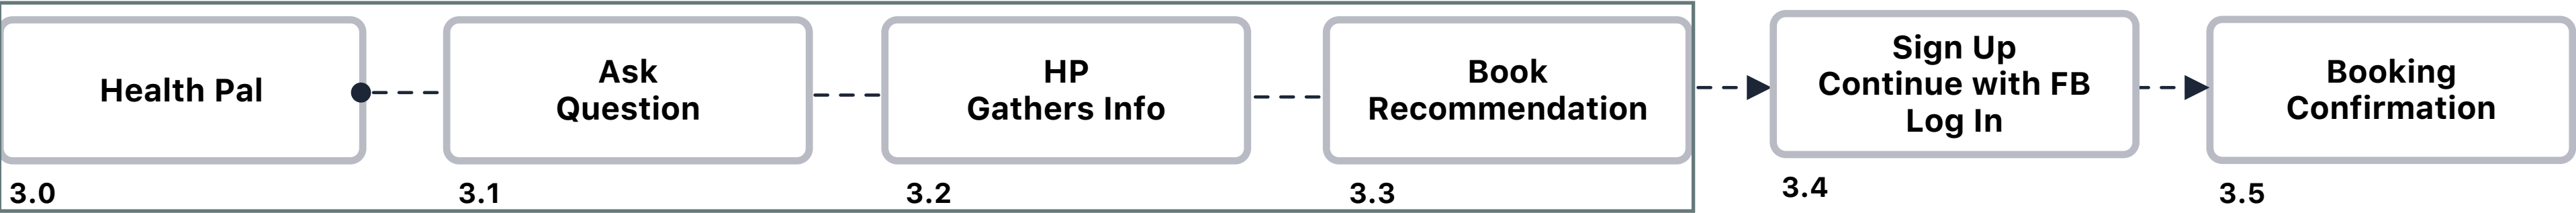 Health Pal
Ask
Question
HP
Gathers Info
Book
Recommendation
Sign Up
Continue with FB
Log In
Booking
Confirmation
3.0
3.1
3.2
3.3
3.4
3.5